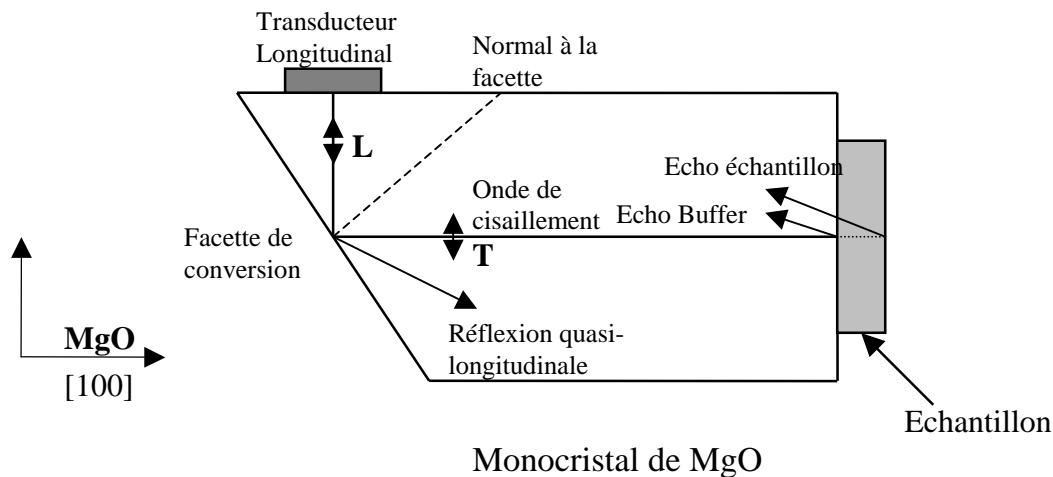 Transducteur
Longitudinal
Normal à la
facette
L
Echo échantillon
Onde de
cisaillement
Echo Buffer
Facette de
conversion
T
MgO
[100]
Réflexion quasi-
longitudinale
Echantillon
Monocristal de MgO